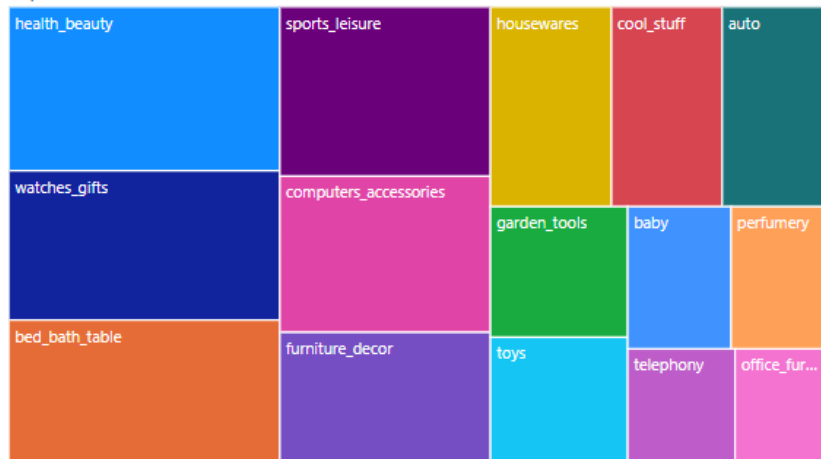 health_beauty
sports_leisure
housewares
cool_stuff
auto
watches_gifts
computers_accessories
garden_tools
baby
perfumery
bed_bath_table
furniture_decor
toys
telephony
office_fur...